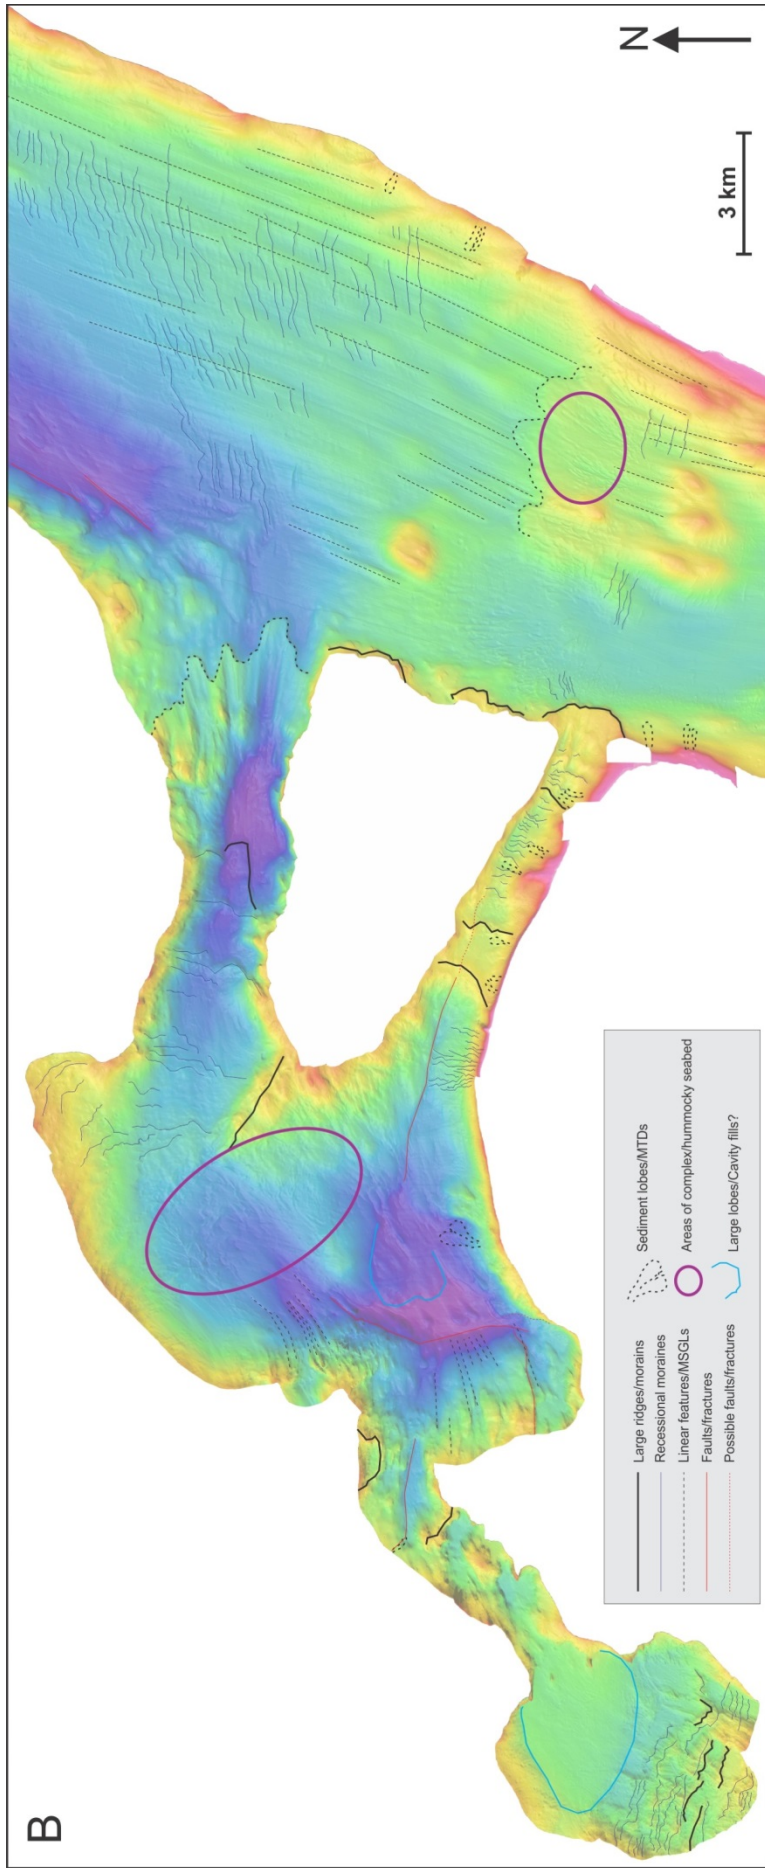 B
N
3 km
Large ridges/morains
Recessional moraines
Linear features/MSGLs
Faults/fractures
Possible faults/fractures
Sediment lobes/MTDs
Areas of complex/hummocky seabed
Large lobes/Cavity fills?